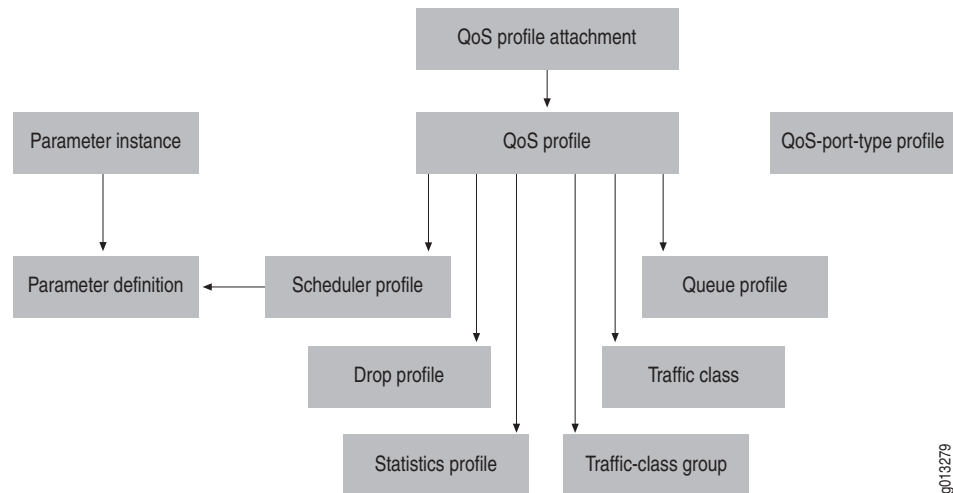 QoS profile attachment
Parameter instance
QoS profile
QoS-port-type profile
Parameter definition
Scheduler profile
Queue profile
Drop profile
Traffic class
Statistics profile
Traffic-class group
g013279